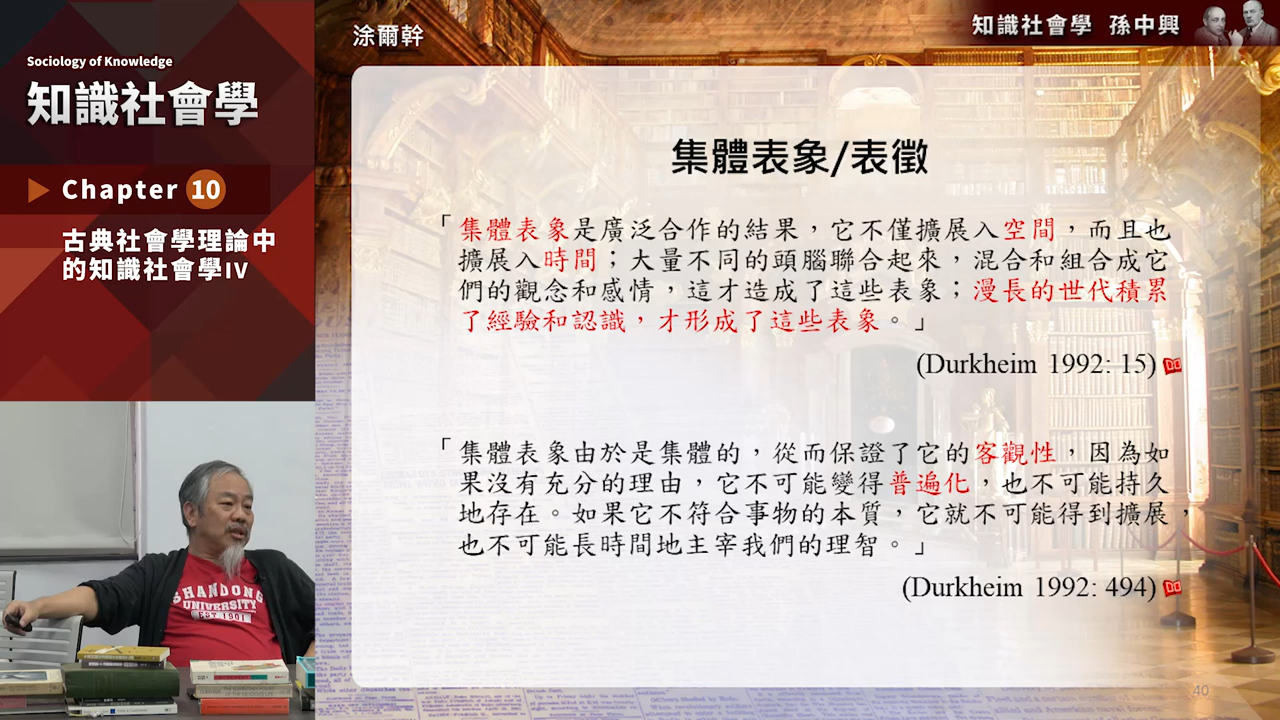 Sociology of Knowledge
知識社會學
Chapter 10
古典社會學理論中
的知識社會學IV
涂爾幹
知識社會學 孫中興
集體表象/表徵
「集體表象是廣泛合作的結果，它不僅擴展入空間，而且也
擴展入時間；大量不同的頭腦聯合起來，混合和組合成它
們的觀念和感情，這才造成了這些表象；漫長的世代積累
了經驗和認識，才形成了這些表象。」
(Durkheim 1992: 15)
「集體表象由於是集體的，從而保證了它的客觀性，因為如
果沒有充分的理由，它不可能變得普遍化，也不可能持久
地存在。如果它不符合事物的本質，它就不可能得到擴展，
也不可能長時間地主宰我們的理智。」
(Durkheim 1992: 494)
40
SHANDONG
UNIVERSITY
EST 1901